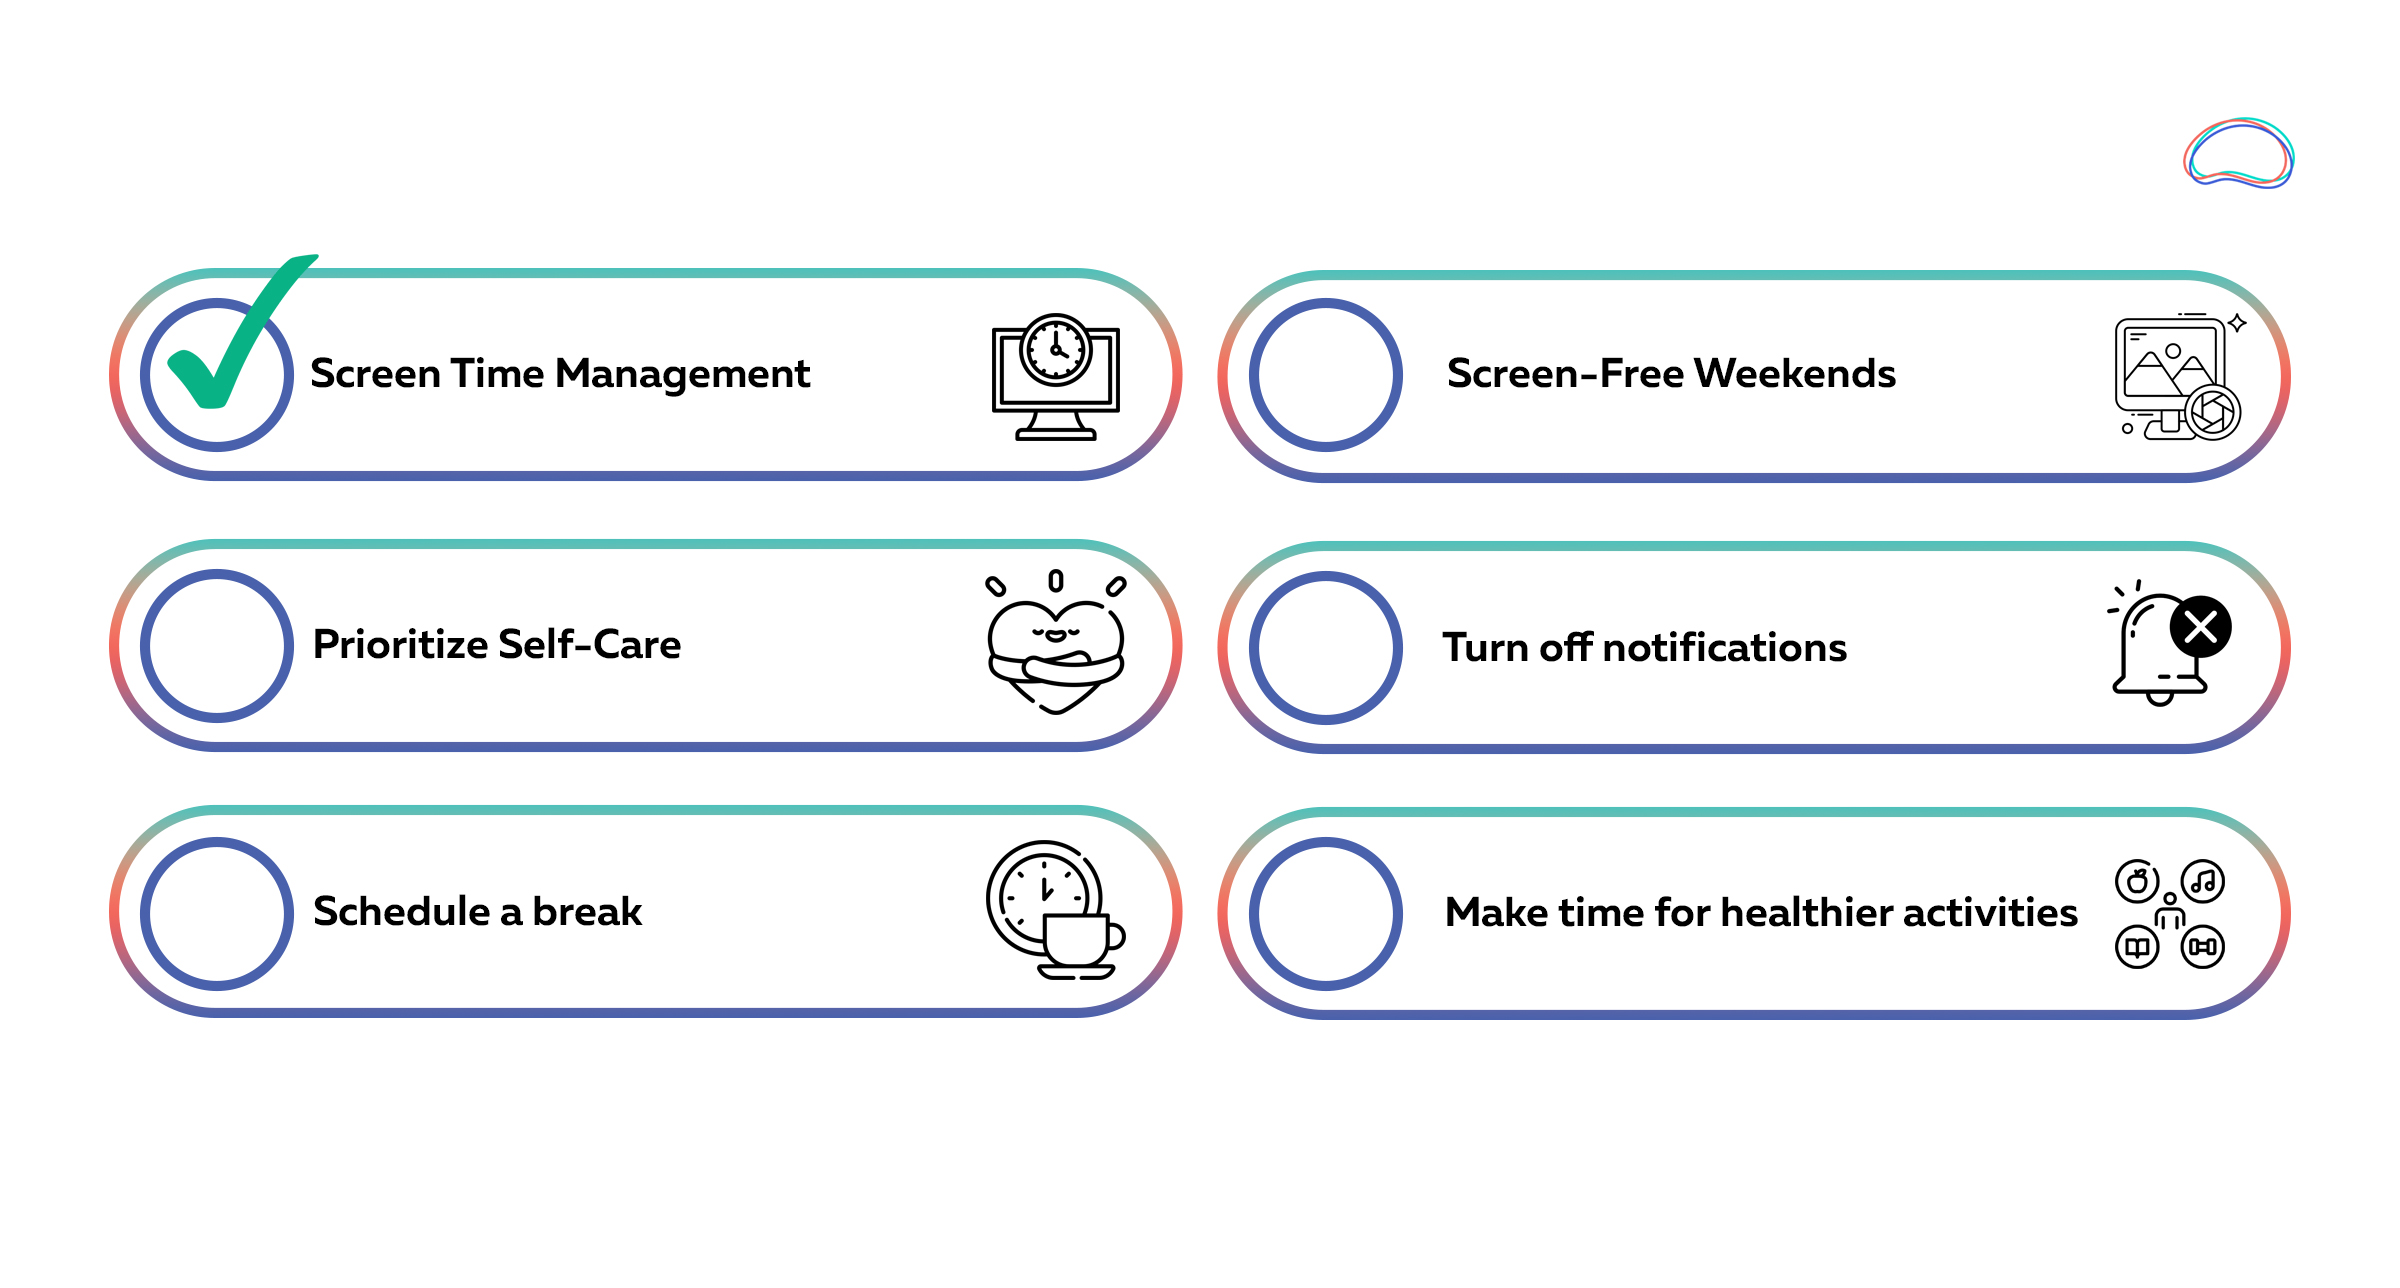 Screen Time Management
Screen-Free Weekends
Prioritize Self-Care
Turn off notifications
Schedule a break
Make time for healthier activities